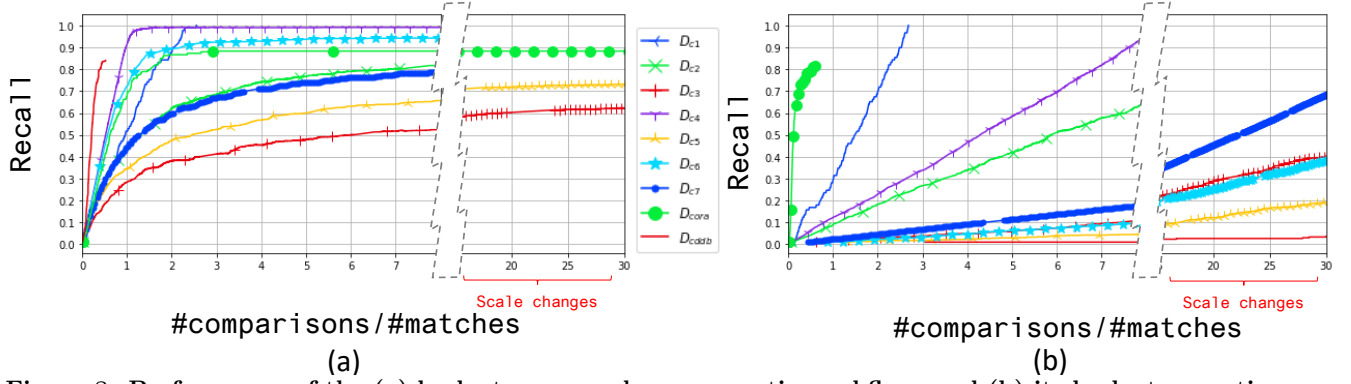 1.0
0.9
0.8
0.7
0.6
0.5
0.4
0.3
0.2
0.1
0.0
Recall
0 1 2 3 4 5 6 7 20 25 30
Scale changes
#comparisons/#matches
(a)
Dc1
Dc2
Dc3
Dc4
Dc5
Dc6
Dc7
Dcora
Dcddb
1.0
0.9
0.8
0.7
0.6
0.5
0.4
0.3
0.2
0.1
0.0
Recall
0 1 2 3 4 5 6 7 20 25 30
Scale changes
#comparisons/#matches
(b)